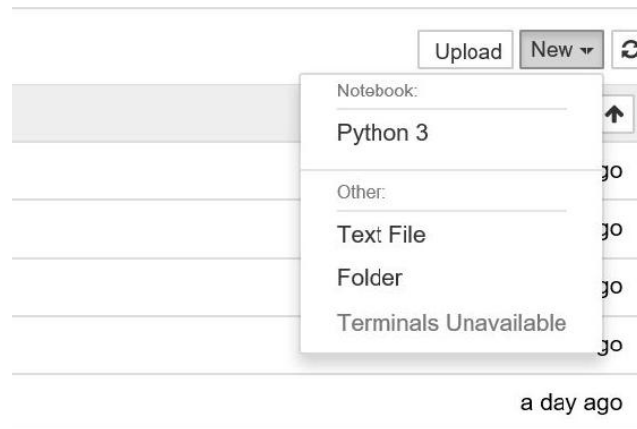 Upload New
Notebook:
Python 3
go
Other:
Text File
go
Folder
go
Terminals Unavailable
go
a day ago